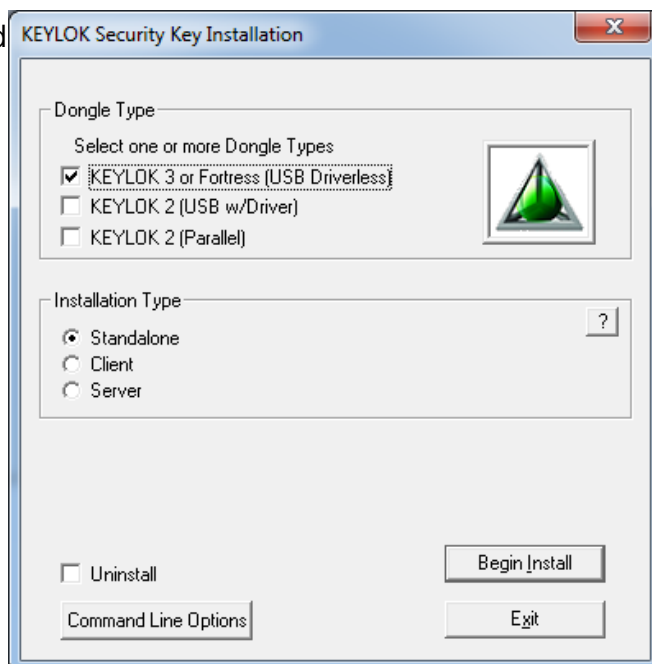 d
KEYLOK Security Key Installation
Dongle Type
Select one or more Dongle Types
KEYLOK 3 or Fortress (USB Driverless)
KEYLOK 2 (USB w/Driver)
KEYLOK 2 (Parallel)
Installation Type
?
Standalone
Client
Server
Uninstall
Begin Install
Command Line Options
Exit